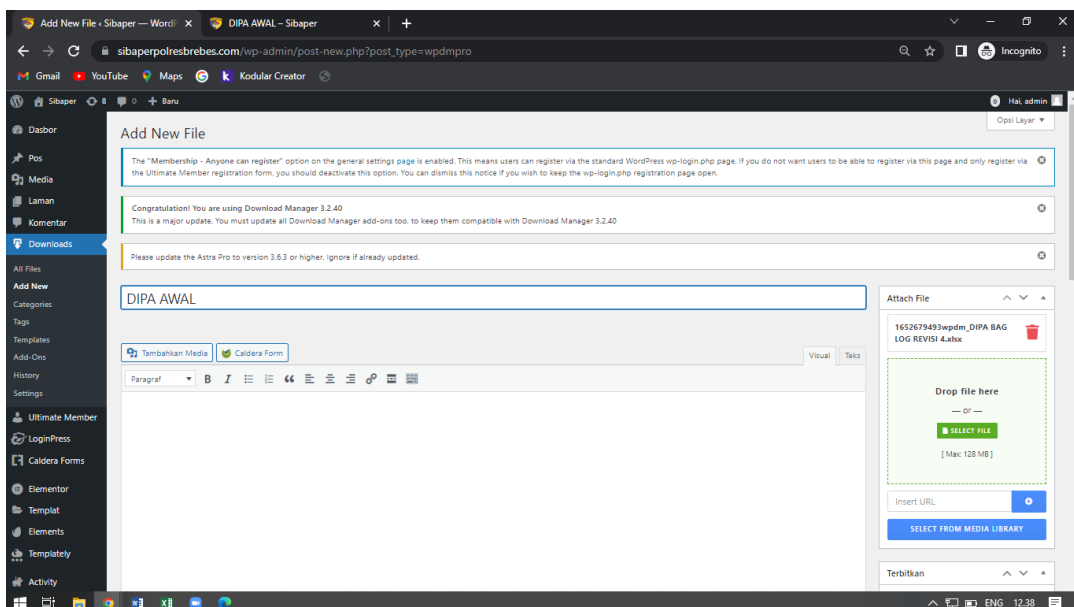 Add New File ‹ Sibaper — WordP
DIPA AWAL – Sibaper
sibaperpolresbrebes.com/wp-admin/post-new.php?post_type=wpdmpro
Incognito
Gmail YouTube Maps Kodular Creator
Sibaper 8 0 + Baru
0 Hai, admin
Opsi Layar
Dasbor
Pos
Media
Laman
Komentar
Downloads
All Files
Add New
Categories
Tags
Templates
Add-Ons
History
Settings
Ultimate Member
LoginPress
Caldera Forms
Elementor
Templat
Elements
Templately
Activity
Add New File
The "Membership - Anyone can register" option on the general settings page is enabled. This means users can register via the standard WordPress wp-login.php page. If you do not want users to be able to register via this page and only register via
the Ultimate Member registration form, you should deactivate this option. You can dismiss this notice if you wish to keep the wp-login.php registration page open.
Congratulation! You are using Download Manager 3.2.40
This is a major update. You must update all Download Manager add-ons too, to keep them compatible with Download Manager 3.2.40
Please update the Astra Pro to version 3.6.3 or higher. Ignore if already updated.
DIPA AWAL
Tambahkan Media Caldera Form
Visual Teks
Paragraf B I
Attach File
1652679493wpdm_DIPA BAG
LOG REVISI 4.xlsx
Drop file here
— or —
SELECT FILE
[ Max: 128 MB ]
Insert URL
SELECT FROM MEDIA LIBRARY
Terbitkan
ENG 12.38